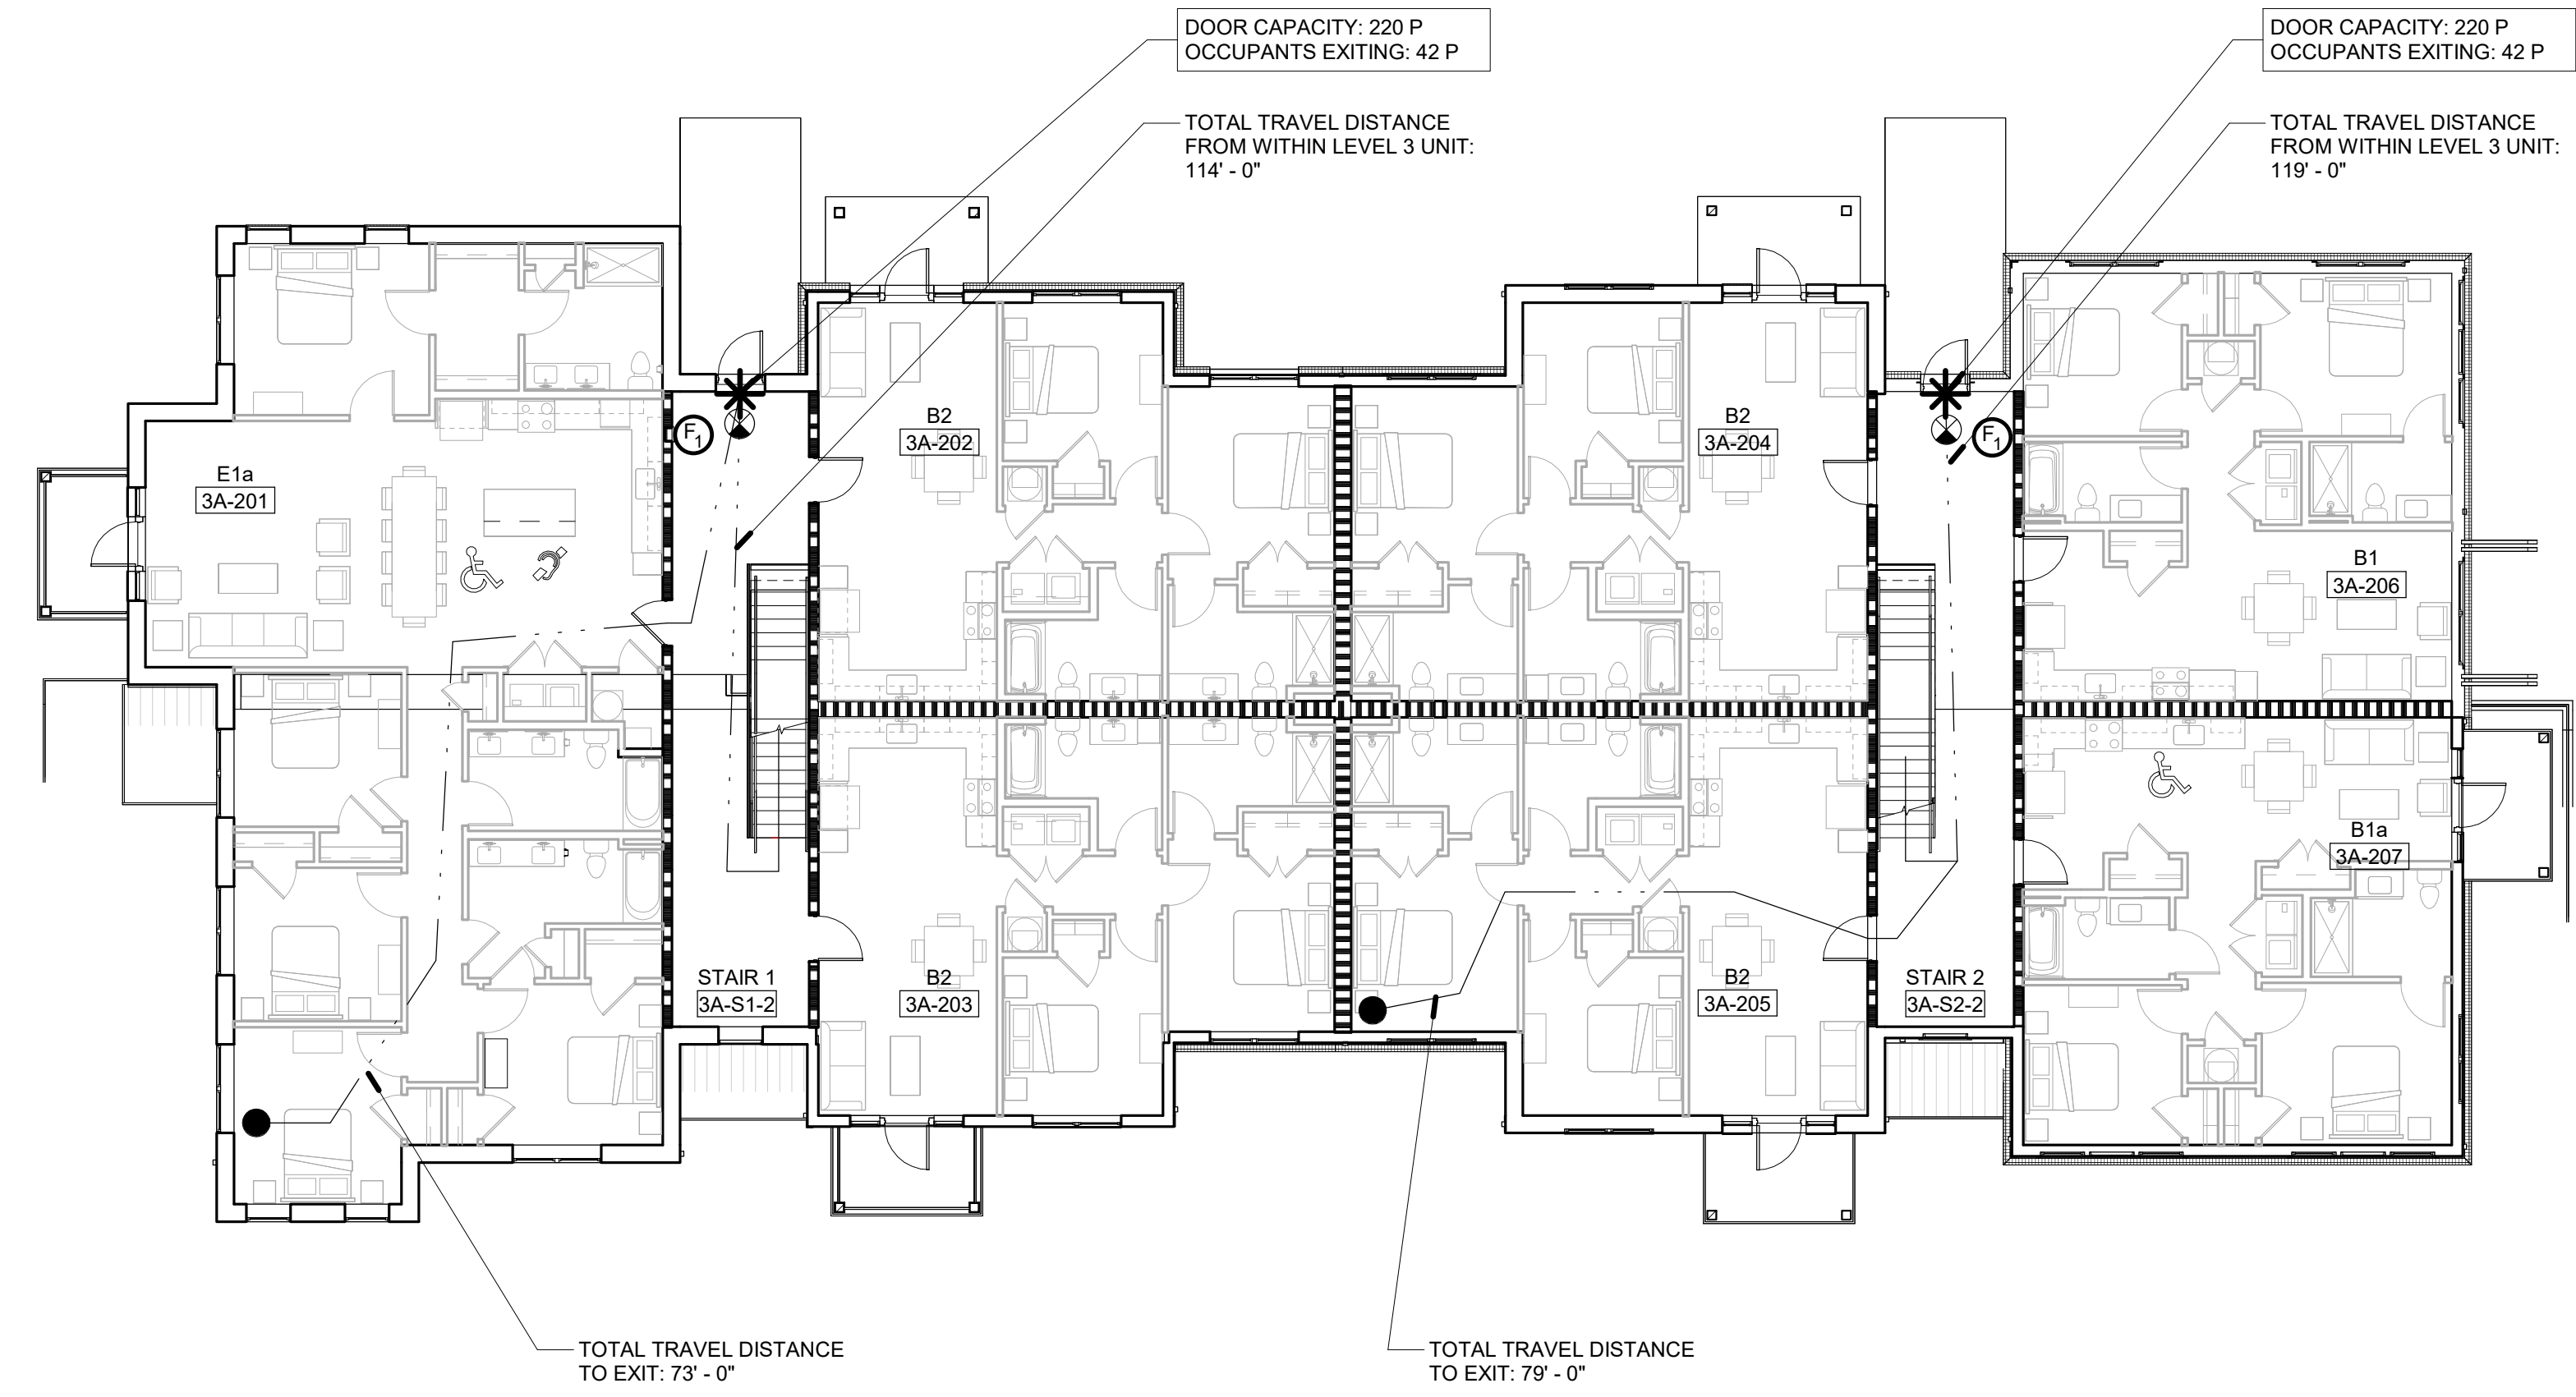 DOOR CAPACITY: 220 P
OCCUPANTS EXITING: 42 P
DOOR CAPACITY: 220 P
OCCUPANTS EXITING: 42 P
TOTAL TRAVEL DISTANCE
FROM WITHIN LEVEL 3 UNIT:
114' - 0"
TOTAL TRAVEL DISTANCE
FROM WITHIN LEVEL 3 UNIT:
119' - 0"
E1a
3A-201
F1
B2
3A-202
B2
3A-204
F1
B1
3A-206
B1a
3A-207
STAIR 1
3A-S1-2
B2
3A-203
B2
3A-205
STAIR 2
3A-S2-2
TOTAL TRAVEL DISTANCE
TO EXIT: 73' - 0"
TOTAL TRAVEL DISTANCE
TO EXIT: 79' - 0"